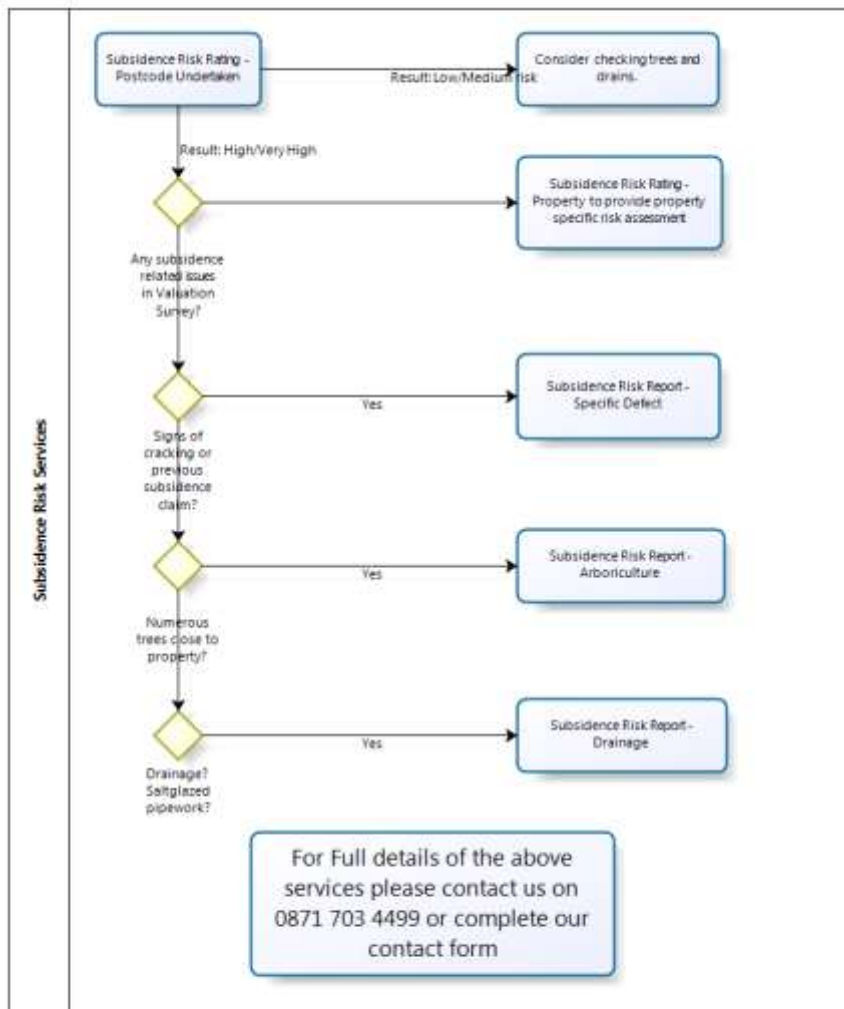 Subsidence Risk Services
Subsidence Risk Rating -
Postcode Undertaken
Result: Low/Medium risk
Consider checking trees and
drains.
Result: High/Very High
Subsidence Risk Rating -
Property to provide property
specific risk assessment
Any subsidence
related issues
in Valuation
Survey?
Yes
Subsidence Risk Report -
Specific Defect
Signs of
cracking or
previous
subsidence
claim?
Yes
Subsidence Risk Report -
Arboriculture
Numerous
trees close to
property?
Yes
Subsidence Risk Report -
Drainage
Drainage?
Saltglazed
pipework?
For Full details of the above
services please contact us on
0871 703 4499 or complete our
contact form